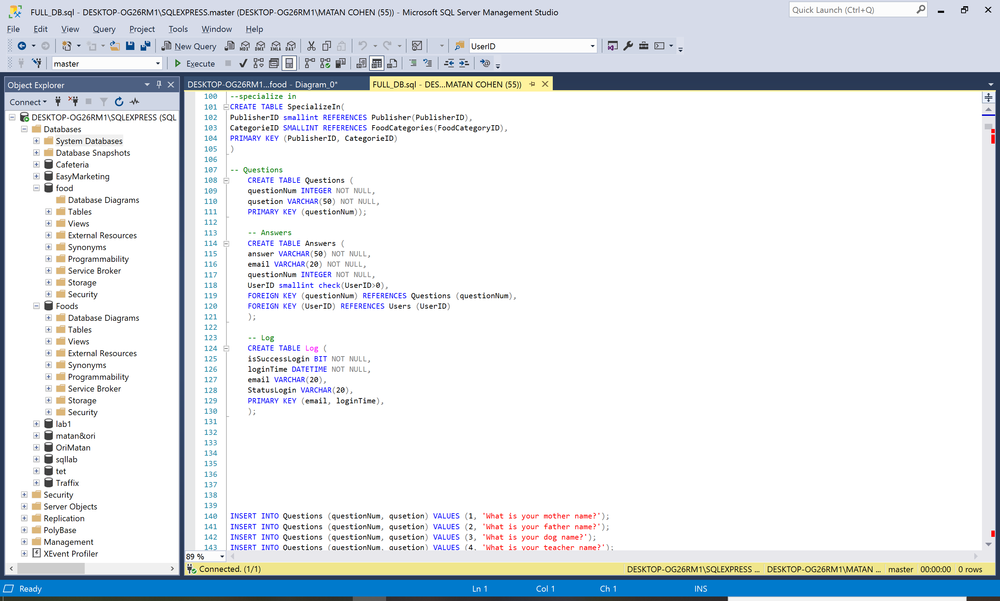 FULL_DB.sql - DESKTOP-OG26RM1\SQLEXPRESS.master (DESKTOP-OG26RM1\MATAN COHEN (55)) - Microsoft SQL Server Management Studio
Quick Launch (Ctrl+Q)
File Edit View Query Project Tools Window Help
New Query MDX DMX XMLA DAX UserID
master Execute
Object Explorer
Connect
DESKTOP-OG26RM1\SQLEXPRESS (SQL
Databases
System Databases
Database Snapshots
Cafeteria
EasyMarketing
food
Database Diagrams
Tables
Views
External Resources
Synonyms
Programmability
Service Broker
Storage
Security
Foods
Database Diagrams
Tables
Views
External Resources
Synonyms
Programmability
Service Broker
Storage
Security
lab1
matan&ori
OriMatan
sqllab
tet
Traffix
Security
Server Objects
Replication
PolyBase
Management
XEvent Profiler
DESKTOP-OG26RM1...food - Diagram_0* FULL_DB.sql - DES...MATAN COHEN (55))
100 --specialize in
101 CREATE TABLE SpecializeIn(
102 PublisherID smallint REFERENCES Publisher(PublisherID),
103 CategorieID SMALLINT REFERENCES FoodCategories(FoodCategoryID),
104 PRIMARY KEY (PublisherID, CategorieID)
105 )
106
107 -- Questions
108 CREATE TABLE Questions (
109 questionNum INTEGER NOT NULL,
110 qusetion VARCHAR(50) NOT NULL,
111 PRIMARY KEY (questionNum));
112
113 -- Answers
114 CREATE TABLE Answers (
115 answer VARCHAR(50) NOT NULL,
116 email VARCHAR(20) NOT NULL,
117 questionNum INTEGER NOT NULL,
118 UserID smallint check(UserID>0),
119 FOREIGN KEY (questionNum) REFERENCES Questions (questionNum),
120 FOREIGN KEY (UserID) REFERENCES Users (UserID)
121 );
122
123 -- Log
124 CREATE TABLE Log (
125 isSuccessLogin BIT NOT NULL,
126 loginTime DATETIME NOT NULL,
127 email VARCHAR(20),
128 StatusLogin VARCHAR(20),
129 PRIMARY KEY (email, loginTime),
130 );
131
132
133
134
135
136
137
138
139
140 INSERT INTO Questions (questionNum, qusetion) VALUES (1, 'What is your mother name?');
141 INSERT INTO Questions (questionNum, qusetion) VALUES (2, 'What is your father name?');
142 INSERT INTO Questions (questionNum, qusetion) VALUES (3, 'What is your dog name?');
143 INSERT INTO Questions (questionNum, qusetion) VALUES (4, 'What is your teacher name?');
89 %
Connected. (1/1) DESKTOP-OG26RM1\SQLEXPRESS ... DESKTOP-OG26RM1\MATAN ... master 00:00:00 0 rows
Ready Ln 1 Col 1 Ch 1 INS